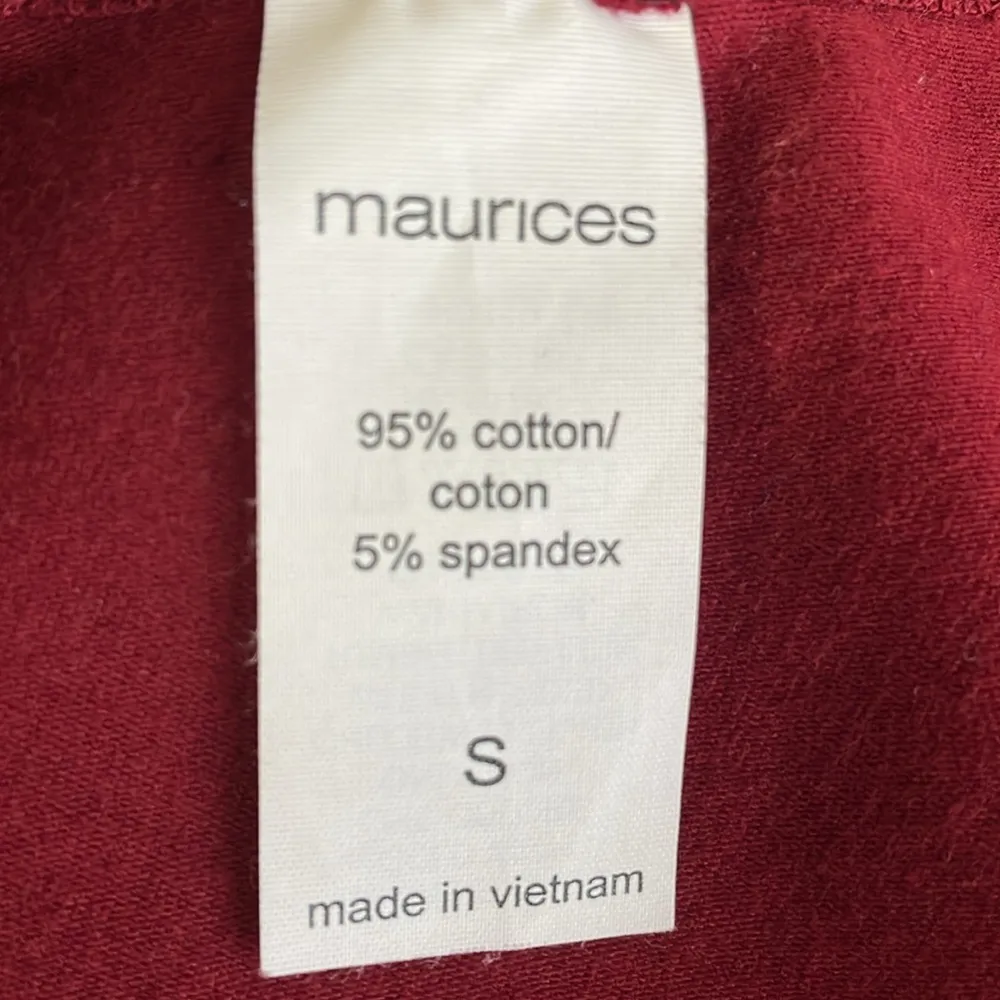 maurices
95% cotton/
coton
5% spandex
S
made in vietnam